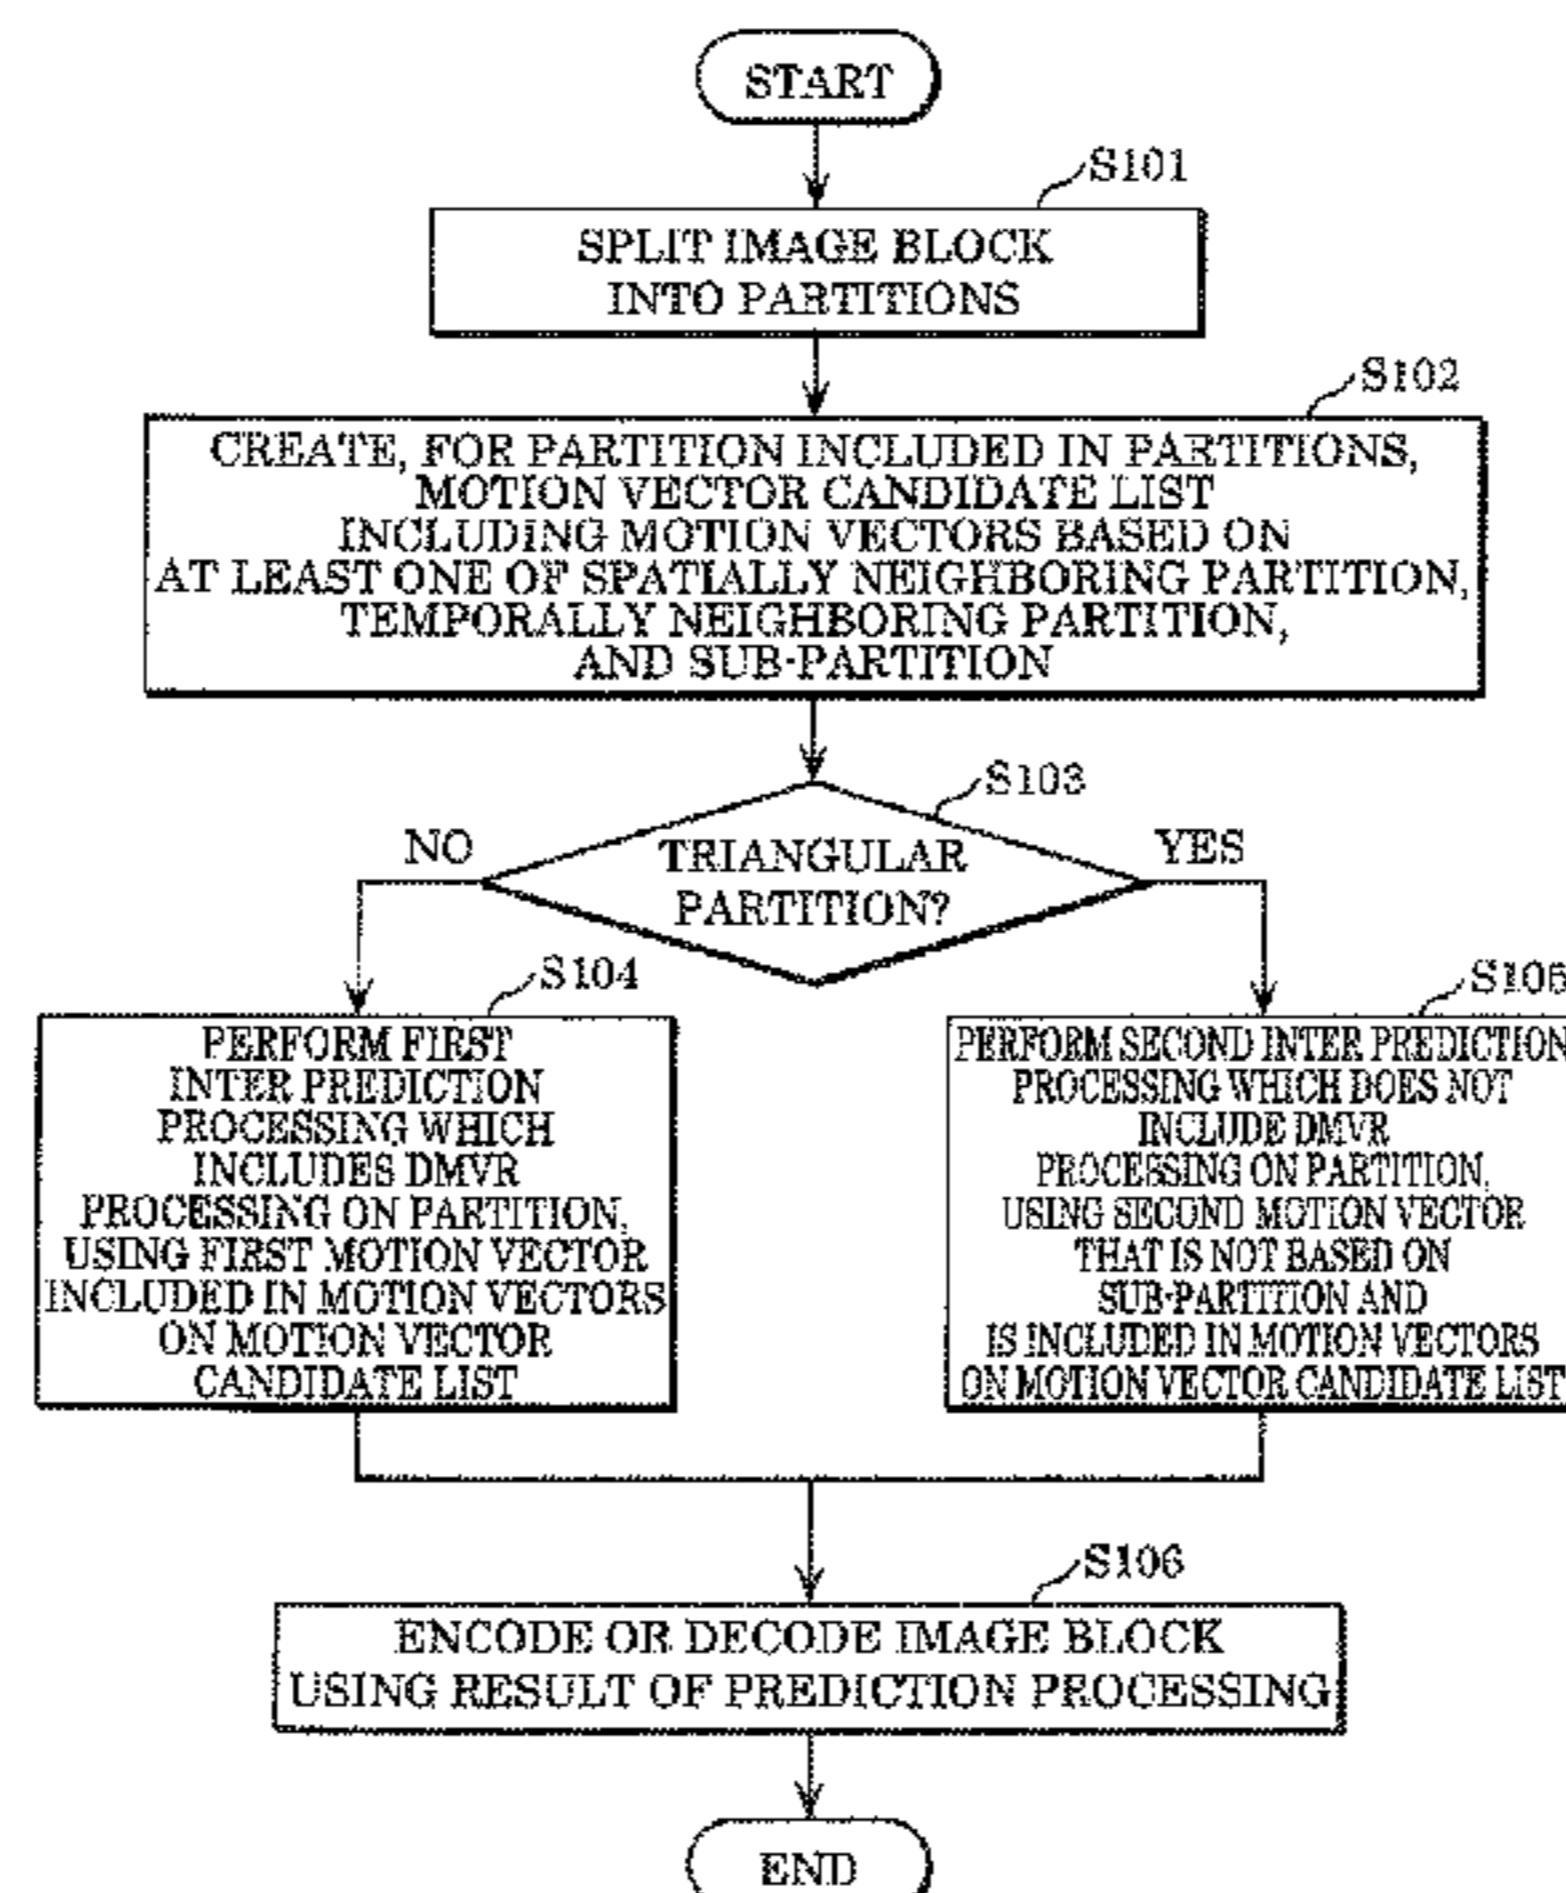 START
S101
SPLIT IMAGE BLOCK
INTO PARTITIONS
S102
CREATE, FOR PARTITION INCLUDED IN PARTITIONS,
MOTION VECTOR CANDIDATE LIST
INCLUDING MOTION VECTORS BASED ON
AT LEAST ONE OF SPATIALLY NEIGHBORING PARTITION,
TEMPORALLY NEIGHBORING PARTITION,
AND SUB-PARTITION
S103
NO
TRIANGULAR
PARTITION?
YES
S104
PERFORM FIRST
INTER PREDICTION
PROCESSING WHICH
INCLUDES DMVR
PROCESSING ON PARTITION,
USING FIRST MOTION VECTOR
INCLUDED IN MOTION VECTORS
ON MOTION VECTOR
CANDIDATE LIST
PERFORM SECOND INTER PREDICTION
PROCESSING WHICH DOES NOT
INCLUDE DMVR
PROCESSING ON PARTITION,
USING SECOND MOTION VECTOR
THAT IS NOT BASED ON
SUB-PARTITION AND
IS INCLUDED IN MOTION VECTORS
ON MOTION VECTOR CANDIDATE LIST
S106
ENCODE OR DECODE IMAGE BLOCK
USING RESULT OF PREDICTION PROCESSING
END